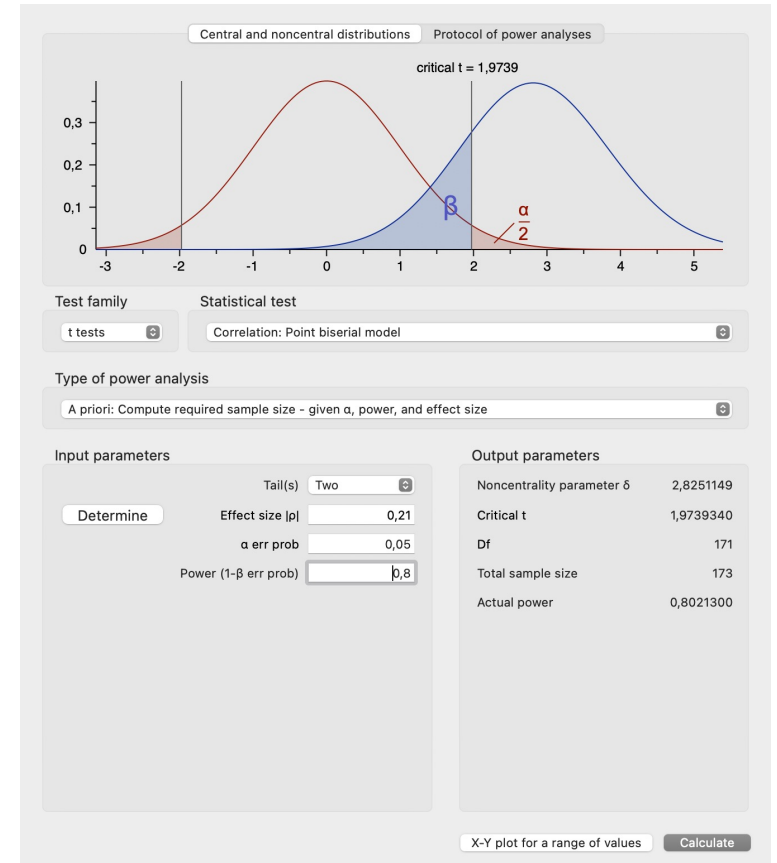 Central and noncentral distributions Protocol of power analyses
critical t = 1,9739
0,3
0,2
0,1
0
β
α
2
-3 -2 -1 0 1 2 3 4 5
Test family Statistical test
t tests Correlation: Point biserial model
Type of power analysis
A priori: Compute required sample size - given α, power, and effect size
Input parameters Output parameters
Tail(s) Two Noncentrality parameter δ 2,8251149
Determine Effect size |ρ| 0,21 Critical t 1,9739340
α err prob 0,05 Df 171
Power (1-β err prob) 0,8 Total sample size 173
Actual power 0,8021300
X-Y plot for a range of values Calculate